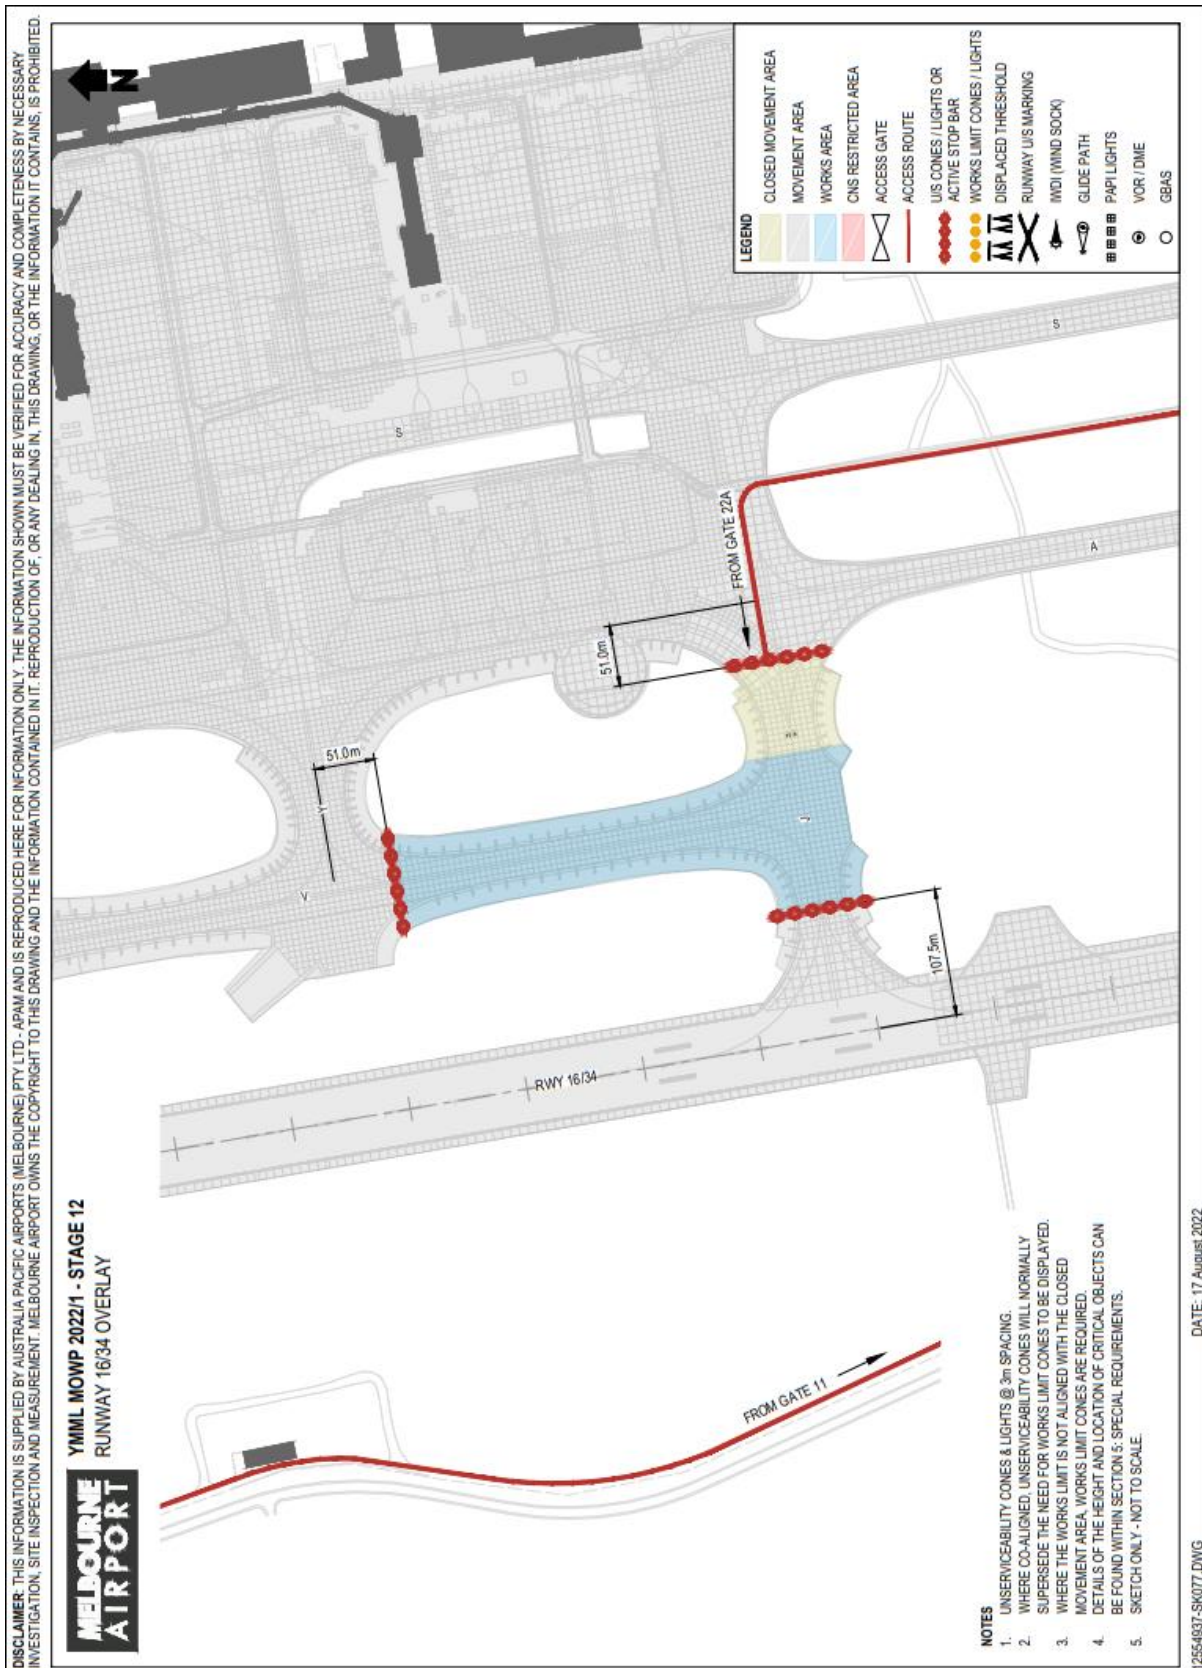 DISCLAIMER: THIS INFORMATION IS SUPPLIED BY AUSTRALIA PACIFIC AIRPORTS (MELBOURNE) PTY LTD - APAM AND IS REPRODUCED HERE FOR INFORMATION ONLY. THE INFORMATION SHOWN MUST BE VERIFIED FOR ACCURACY AND COMPLETENESS BY NECESSARY
INVESTIGATION, SITE INSPECTION AND MEASUREMENT. MELBOURNE AIRPORT OWNS THE COPYRIGHT TO THIS DRAWING AND THE INFORMATION CONTAINED IN IT. REPRODUCTION OF, OR ANY DEALING IN, THIS DRAWING, OR THE INFORMATION IT CONTAINS, IS PROHIBITED.
MELBOURNE
AIRPORT
YMML MOWP 2022/1 - STAGE 12
RUNWAY 16/34 OVERLAY
N
S
51.0m
Y
V
RWY 16/34
51.0m
FROM GATE 22A
J
107.5m
A
S
FROM GATE 11
LEGEND
CLOSED MOVEMENT AREA
MOVEMENT AREA
WORKS AREA
CNS RESTRICTED AREA
ACCESS GATE
ACCESS ROUTE
U/S CONES / LIGHTS OR
ACTIVE STOP BAR
WORKS LIMIT CONES / LIGHTS
DISPLACED THRESHOLD
RUNWAY U/S MARKING
IWDI (WIND SOCK)
GLIDE PATH
PAPI LIGHTS
VOR / DME
GBAS
NOTES
1. UNSERVICEABILITY CONES & LIGHTS @ 3m SPACING.
2. WHERE CO-ALIGNED, UNSERVICEABILITY CONES WILL NORMALLY
SUPERSEDE THE NEED FOR WORKS LIMIT CONES TO BE DISPLAYED.
3. WHERE THE WORKS LIMIT IS NOT ALIGNED WITH THE CLOSED
MOVEMENT AREA, WORKS LIMIT CONES ARE REQUIRED.
4. DETAILS OF THE HEIGHT AND LOCATION OF CRITICAL OBJECTS CAN
BE FOUND WITHIN SECTION 5: SPECIAL REQUIREMENTS.
5. SKETCH ONLY - NOT TO SCALE.
12554937-SK077.DWG
DATE: 17 August 2022